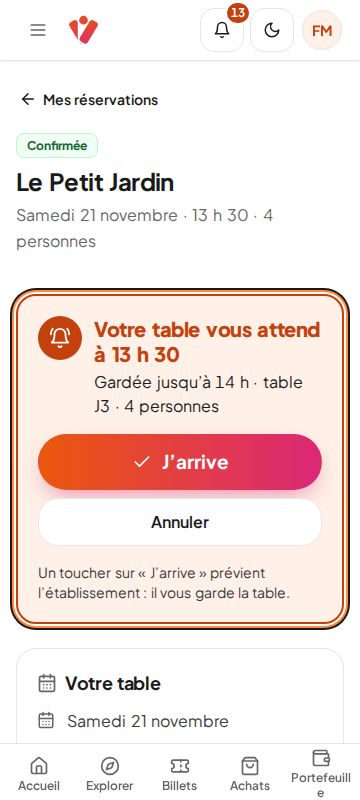 13
FM
Mes réservations
Confirmée
Le Petit Jardin
Samedi 21 novembre · 13 h 30 · 4
personnes
Votre table vous attend
à 13 h 30
Gardée jusqu’à 14 h · table
J3 · 4 personnes
J’arrive
Annuler
Un toucher sur « J’arrive » prévient
l’établissement : il vous garde la table.
Votre table
Samedi 21 novembre
Accueil
Explorer
Billets
Achats
Portefeuill
e